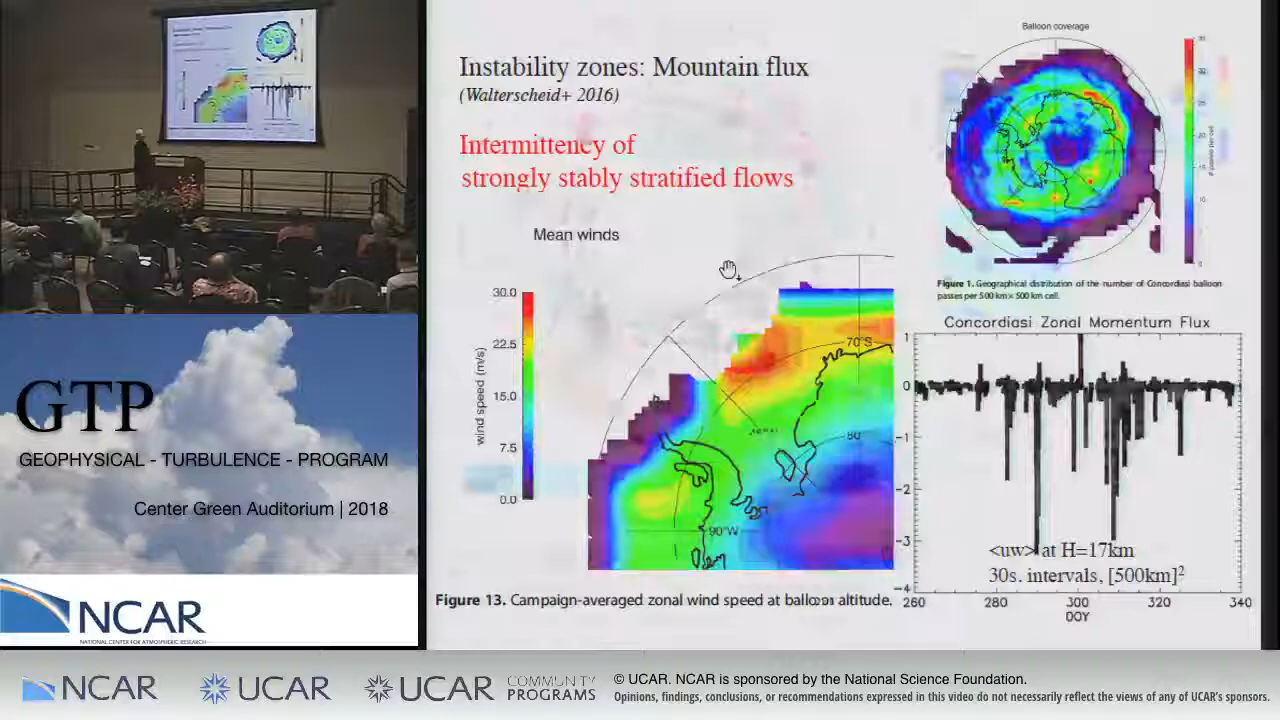 Instability zones: Mountain flux
(Walterscheid+ 2016)
Intermittency of
strongly stably stratified flows
Mean winds
30.0
22.5
15.0
7.5
0.0
wind speed (m/s)
70°S
80
90°W
Figure 13. Campaign-averaged zonal wind speed at balloon altitude.
Balloon coverage
Figure 1. Geographical distribution of the number of Concordiasi balloon
passes per 500 km× 500 km cell.
Concordiasi Zonal Momentum Flux
1
0
-1
-2
-3
-4
<uw> at H=17km
30s. intervals, [500km]²
260 280 300 320 340
DOY
GTP
GEOPHYSICAL - TURBULENCE - PROGRAM
Center Green Auditorium | 2018
NCAR
NATIONAL CENTER FOR ATMOSPHERIC RESEARCH
NCAR UCAR UCAR COMMUNITY
PROGRAMS
© UCAR. NCAR is sponsored by the National Science Foundation.
Opinions, findings, conclusions, or recommendations expressed in this video do not necessarily reflect the views of any of UCAR's sponsors.